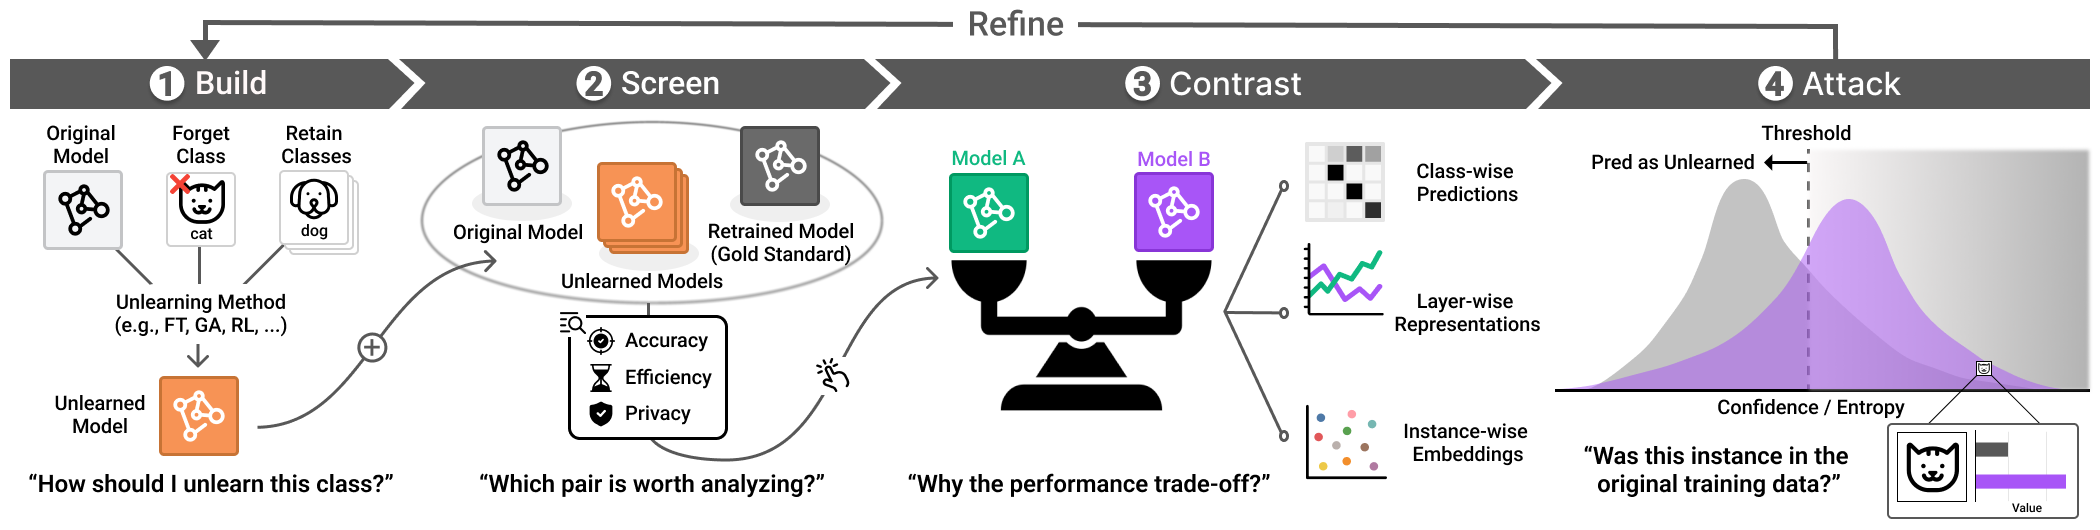 Refine
1 Build
2 Screen
3 Contrast
4 Attack
Original
Model
Forget
Class
Retain
Classes
cat
dog
Unlearning Method
(e.g., FT, GA, RL, ...)
Unlearned
Model
“How should I unlearn this class?”
Original Model
Retrained Model
(Gold Standard)
Unlearned Models
Accuracy
Efficiency
Privacy
“Which pair is worth analyzing?”
Model A
Model B
Class-wise
Predictions
Layer-wise
Representations
Instance-wise
Embeddings
“Why the performance trade-off?”
Threshold
Pred as Unlearned
Confidence / Entropy
“Was this instance in the
original training data?”
Value